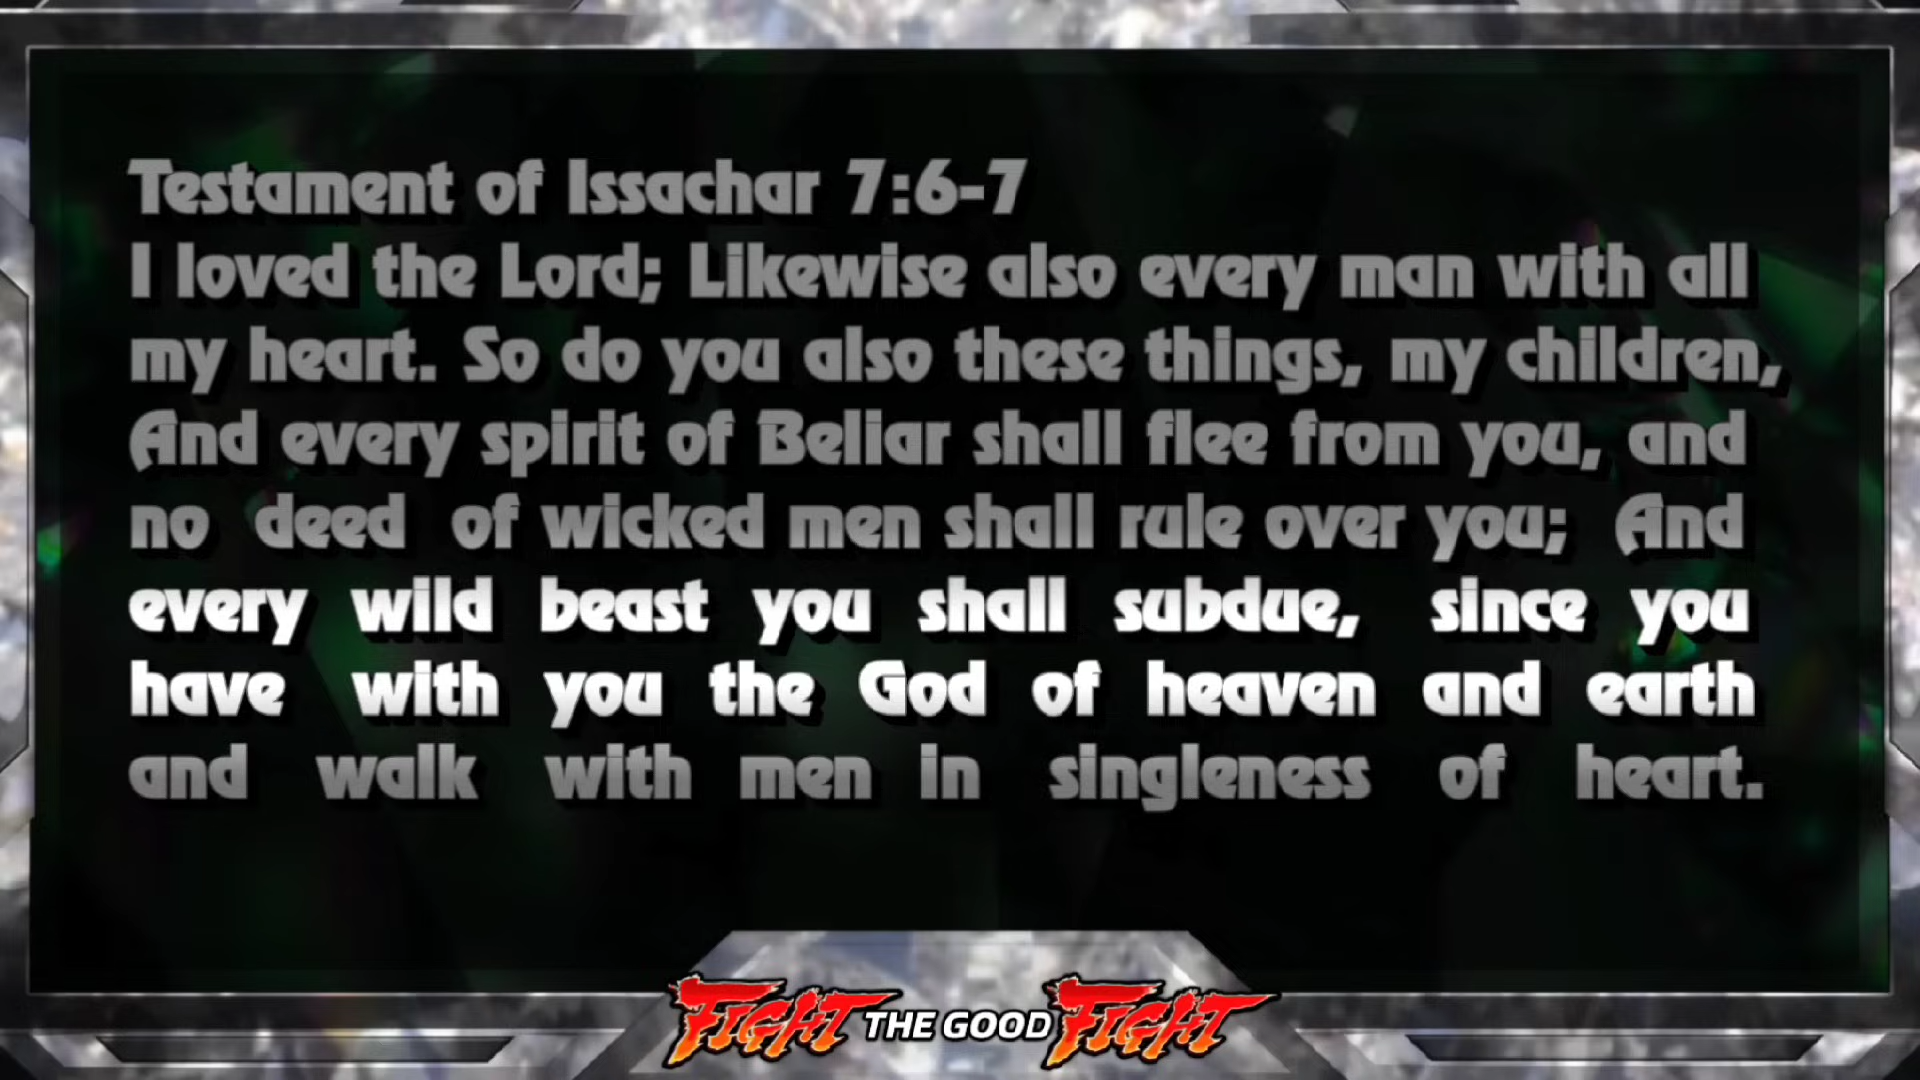 Testament of Issachar 7:6-7
I loved the Lord; Likewise also every man with all
my heart. So do you also these things, my children,
And every spirit of Beliar shall flee from you, and
no deed of wicked men shall rule over you; And
every wild beast you shall subdue, since you
have with you the God of heaven and earth
and walk with men in singleness of heart.
FIGHT THE GOOD FIGHT